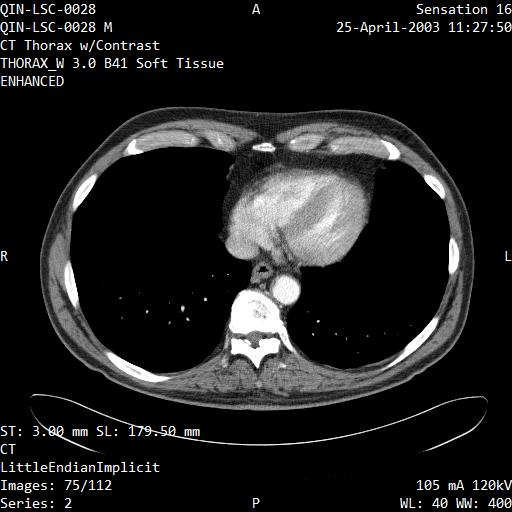 QIN-LSC-0028
A
Sensation 16
QIN-LSC-0028 M
25-April-2003 11:27:50
CT Thorax w/Contrast
THORAX_W 3.0 B41 Soft Tissue
ENHANCED
R
L
ST: 3.00 mm SL: 179.50 mm
CT
LittleEndianImplicit
Images: 75/112
105 mA 120kV
Series: 2
P
WL: 40 WW: 400